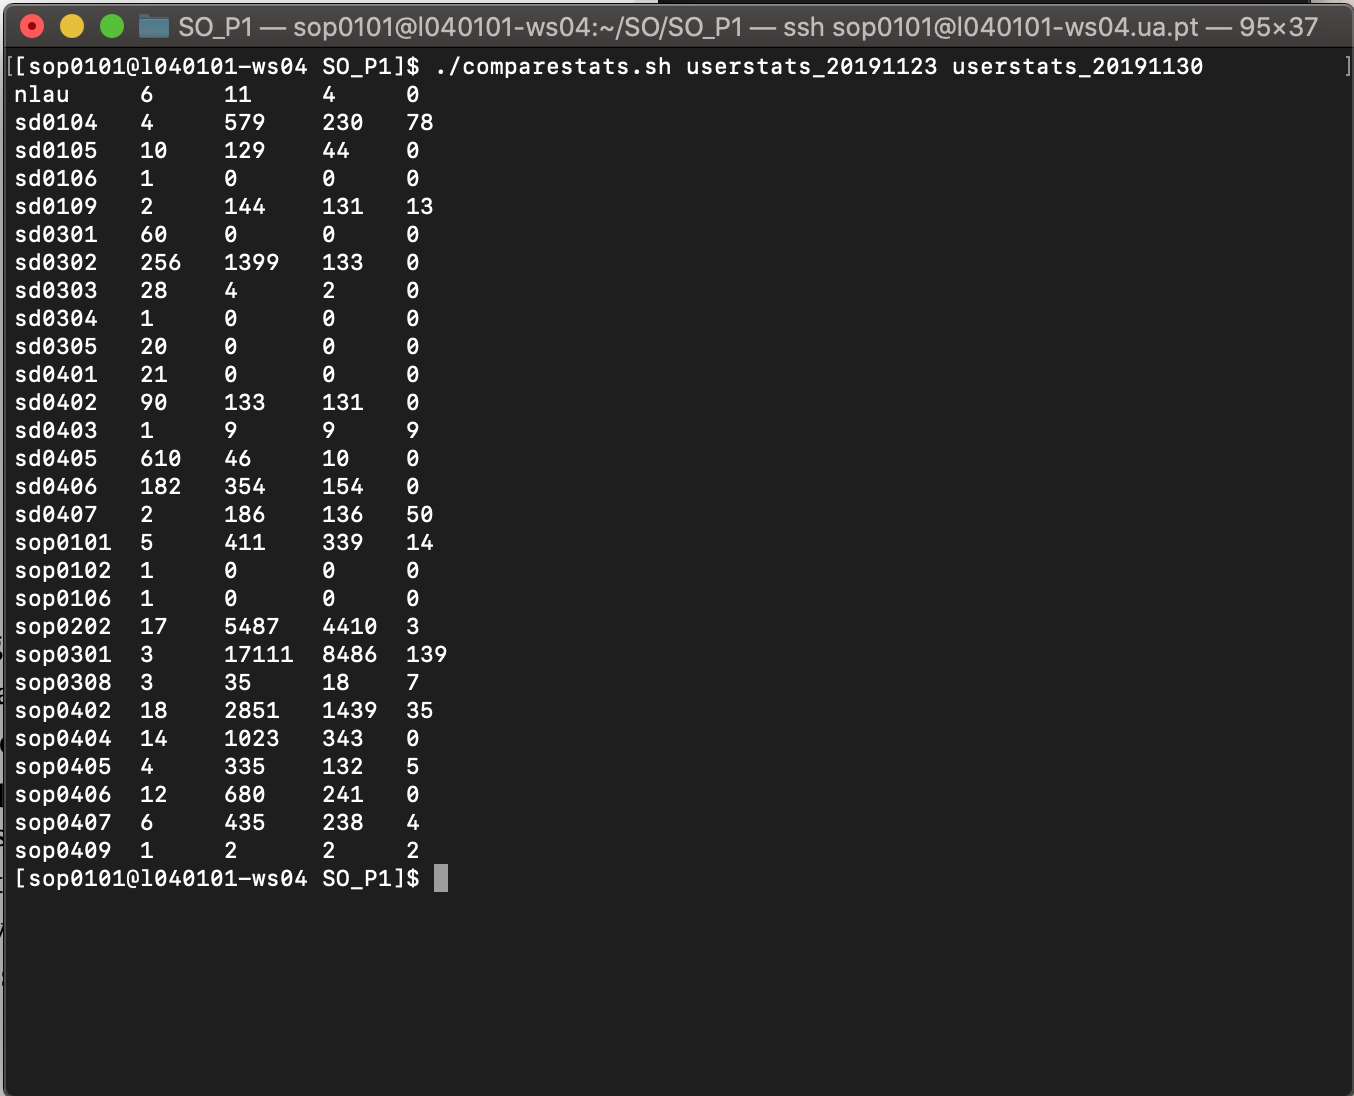 SO_P1 — sop0101@l040101-ws04:~/SO/SO_P1 — ssh sop0101@l040101-ws04.ua.pt — 95×37
[[sop0101@l040101-ws04 SO_P1]$ ./comparestats.sh userstats_20191123 userstats_20191130 ]
nlau 6 11 4 0
sd0104 4 579 230 78
sd0105 10 129 44 0
sd0106 1 0 0 0
sd0109 2 144 131 13
sd0301 60 0 0 0
sd0302 256 1399 133 0
sd0303 28 4 2 0
sd0304 1 0 0 0
sd0305 20 0 0 0
sd0401 21 0 0 0
sd0402 90 133 131 0
sd0403 1 9 9 9
sd0405 610 46 10 0
sd0406 182 354 154 0
sd0407 2 186 136 50
sop0101 5 411 339 14
sop0102 1 0 0 0
sop0106 1 0 0 0
sop0202 17 5487 4410 3
sop0301 3 17111 8486 139
sop0308 3 35 18 7
sop0402 18 2851 1439 35
sop0404 14 1023 343 0
sop0405 4 335 132 5
sop0406 12 680 241 0
sop0407 6 435 238 4
sop0409 1 2 2 2
[sop0101@l040101-ws04 SO_P1]$